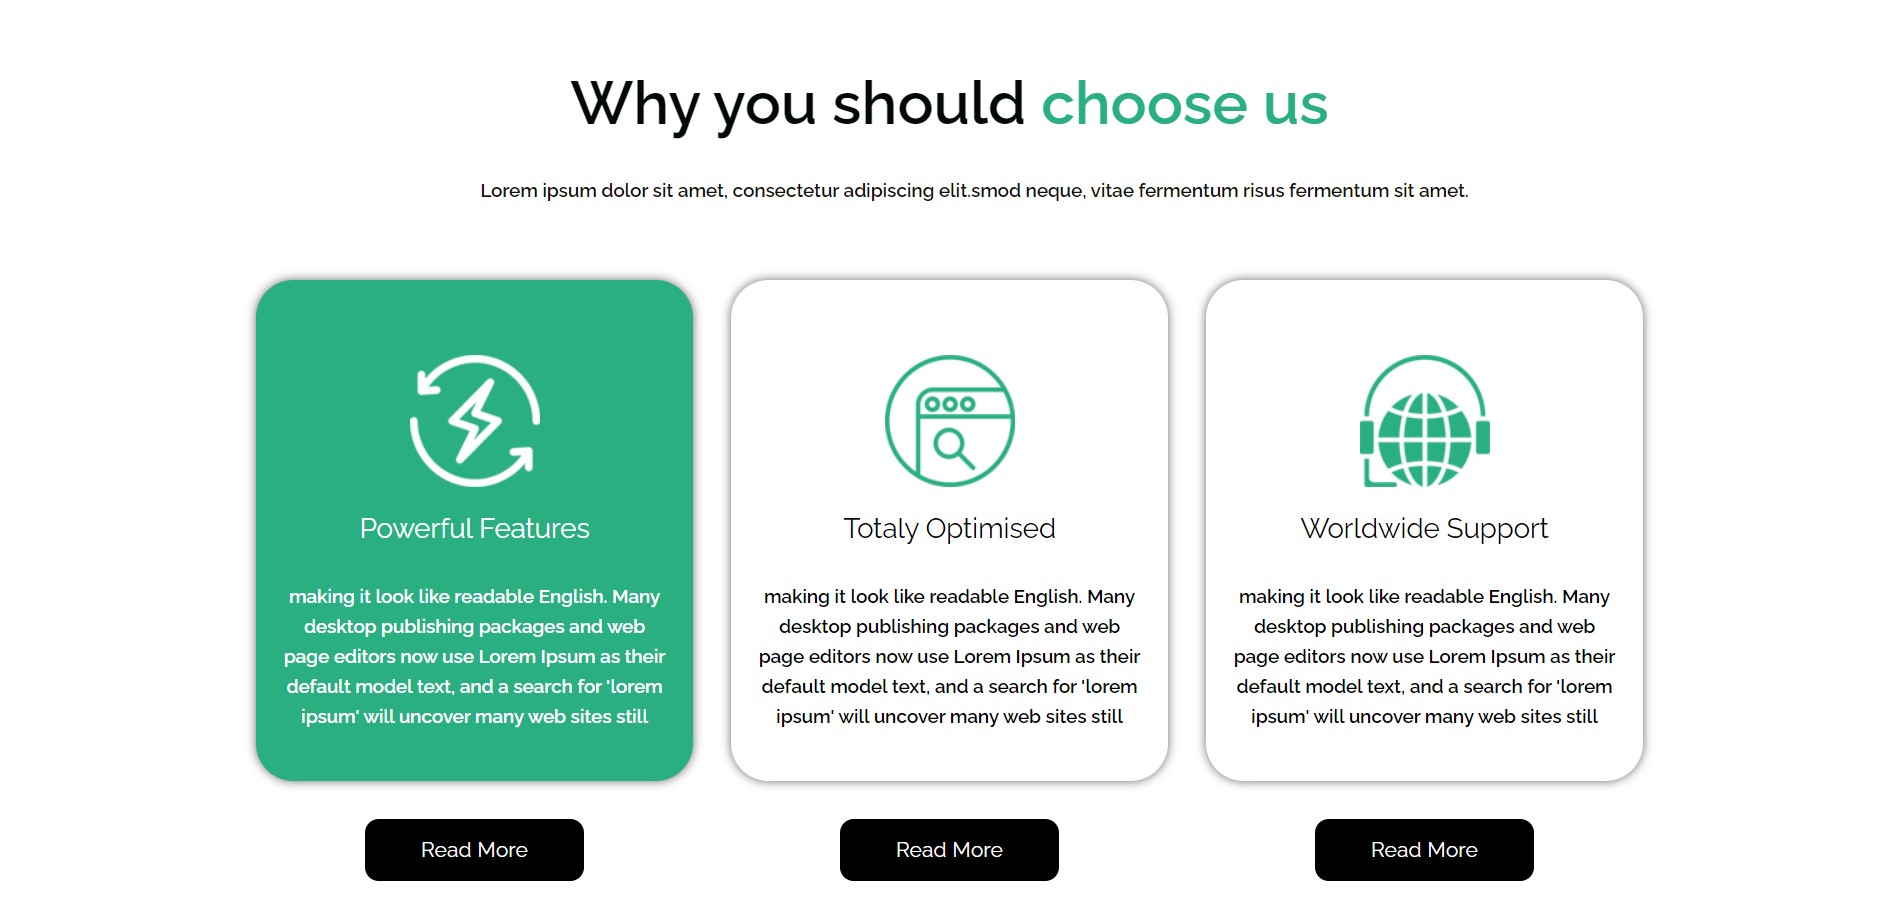 Why you should choose us
Lorem ipsum dolor sit amet, consectetur adipiscing elit.smod neque, vitae fermentum risus fermentum sit amet.
Powerful Features
making it look like readable English. Many
desktop publishing packages and web
page editors now use Lorem Ipsum as their
default model text, and a search for 'lorem
ipsum' will uncover many web sites still
Read More
Totaly Optimised
making it look like readable English. Many
desktop publishing packages and web
page editors now use Lorem Ipsum as their
default model text, and a search for 'lorem
ipsum' will uncover many web sites still
Read More
Worldwide Support
making it look like readable English. Many
desktop publishing packages and web
page editors now use Lorem Ipsum as their
default model text, and a search for 'lorem
ipsum' will uncover many web sites still
Read More